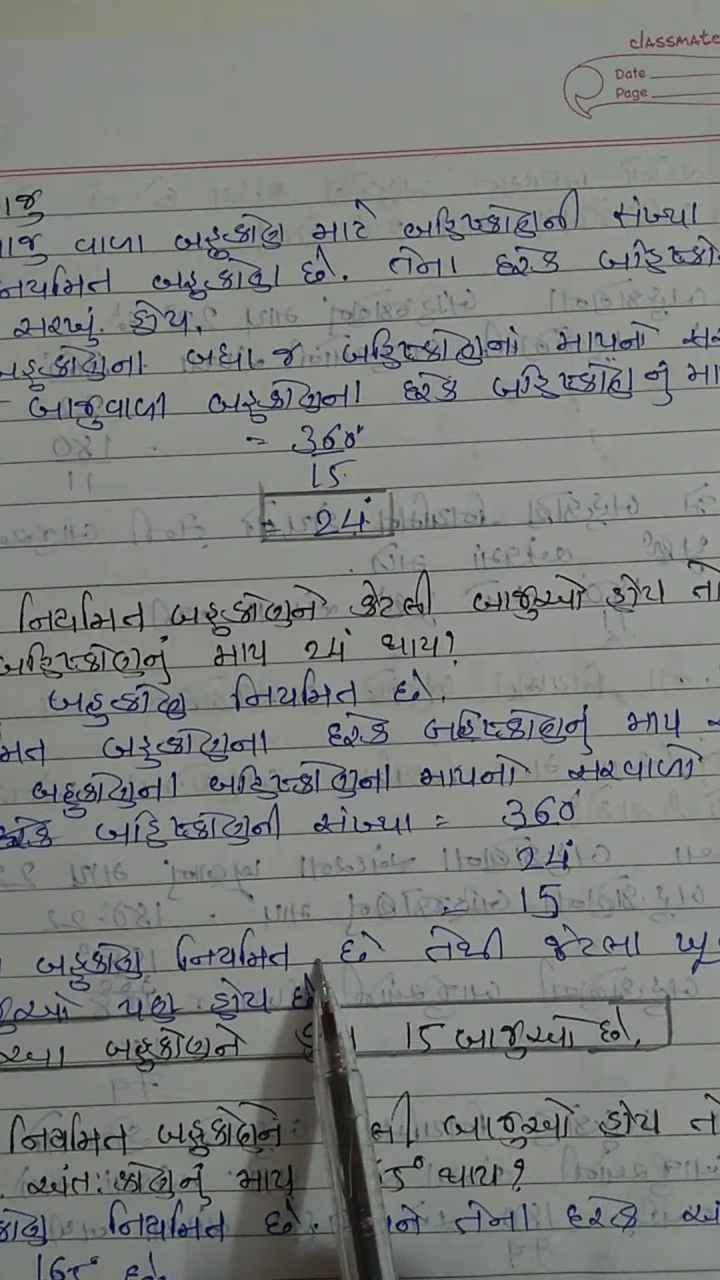 classmate
Date
Page
બાજુ
બાજુ વાળા બહુકોણ માટે બહિષ્કોણની સંખ્યા
નિયમિત બહુકોણ છે. તેના દરેક બહિષ્કો
સરખું હોય.
બહુકોણના બધા જ બહિષ્કોણનાં માપનો સ
બાજુવાળા બહુકોણના દરેક બહિષ્કોણનું મા
= 360°
15
= 24°
નિયમિત બહુકોણને કેટલી બાજુઓ હોય તો
બહિષ્કોણનું માપ 24° થાય?
બહુકોણ નિયમિત છે.
મિત બહુકોણના દરેક બહિષ્કોણનું માપ
બહુકોણના બહિષ્કોણના માપનો સરવાળો
દરેક બહિષ્કોણની સંખ્યા = 360°
24°
= 15
બહુકોણ નિયમિત છે તેથી જેટલા ખૂ
જુઓ પણ હોય છે
આ બહુકોણને 15 બાજુઓ છે.
નિયમિત બહુકોણને લી બાજુઓ હોય તો
અંતઃકોણનું માપ 5° થાય?
કોણ નિયમિત છે. ને તેના દરેક અં
165° છે.